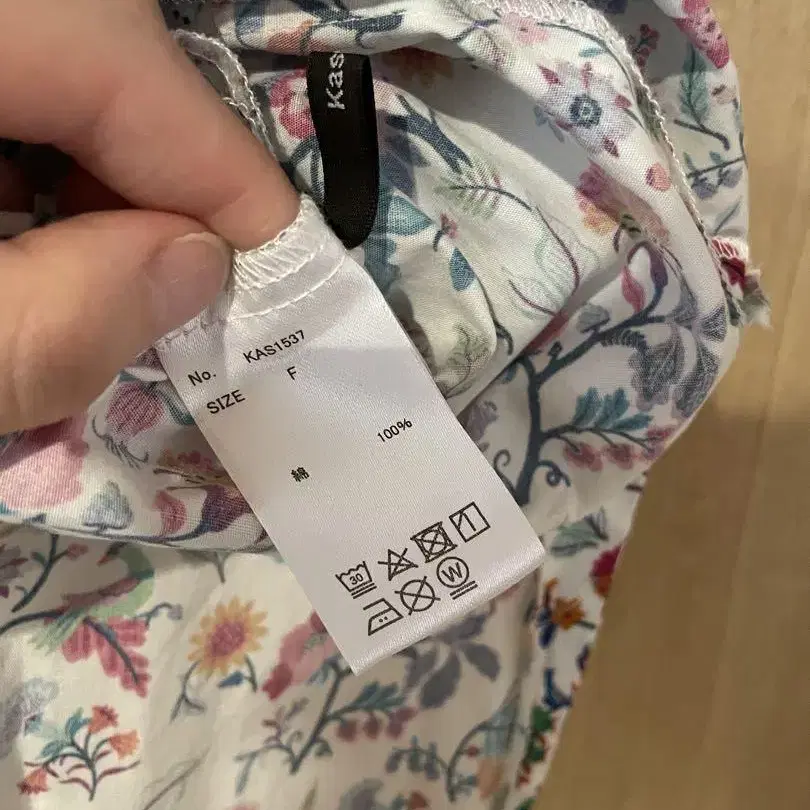 Kas
No. KAS1537
SIZE F
綿 100%
30
W